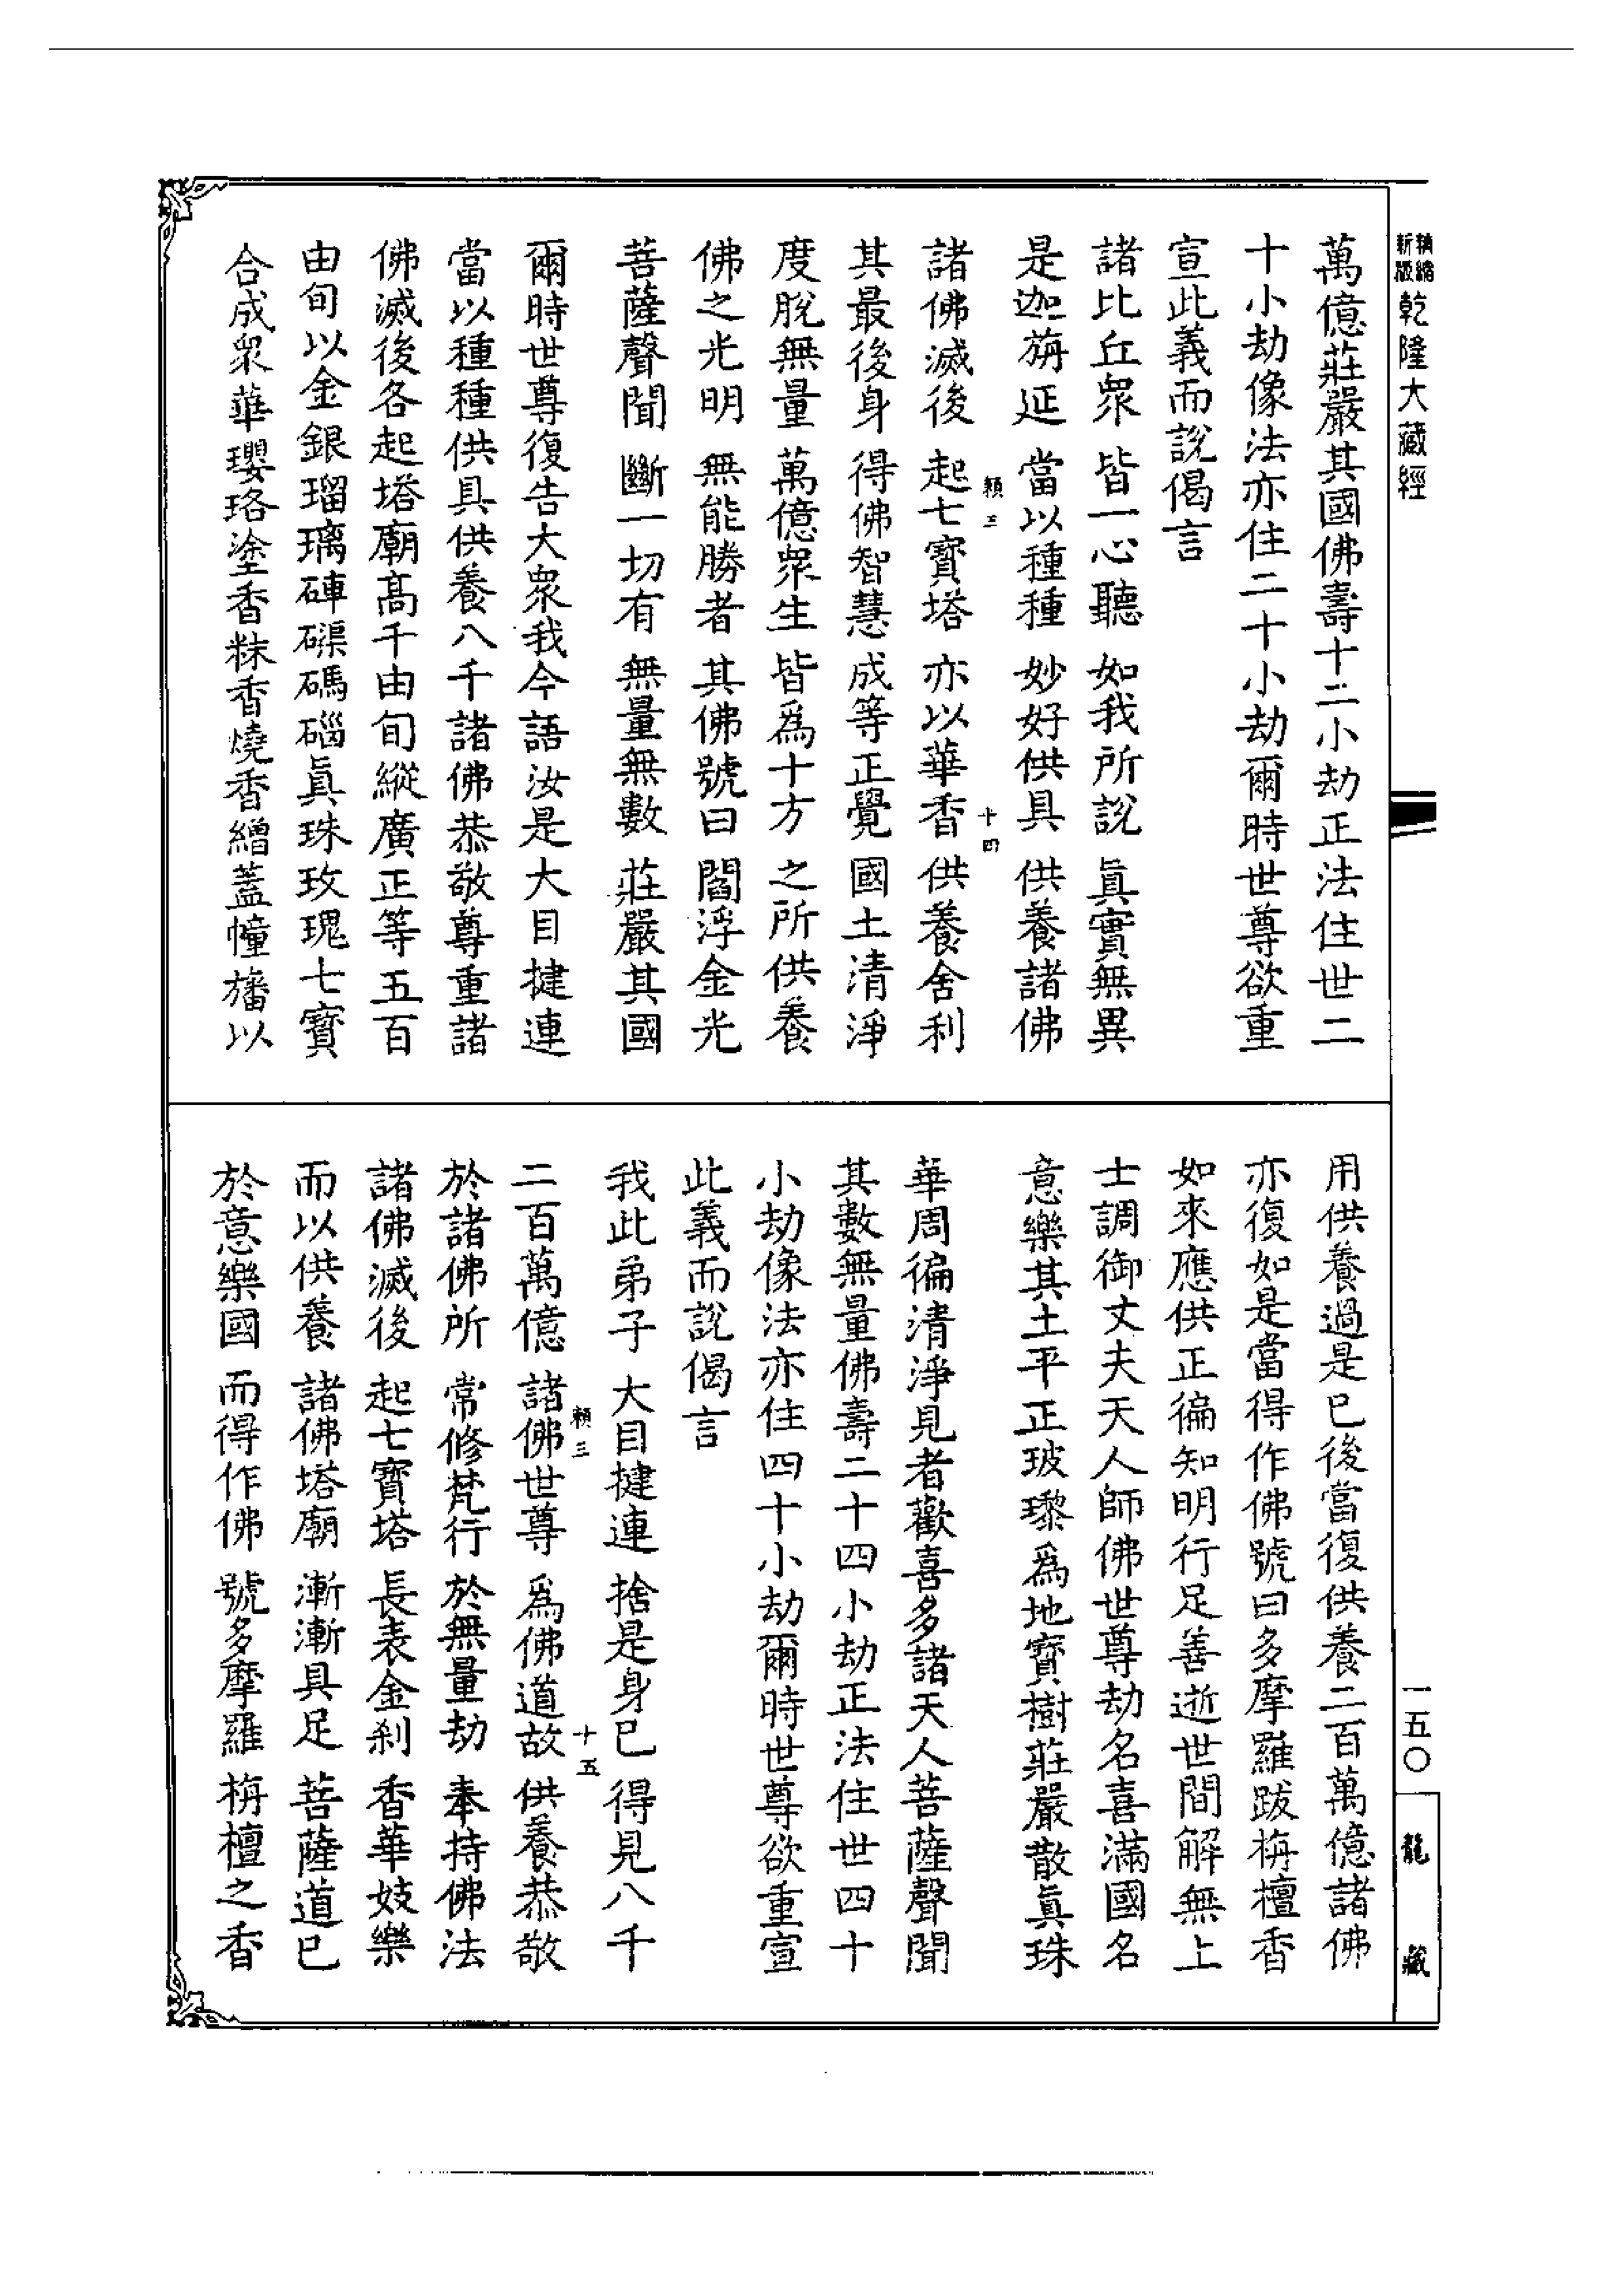 精縮
新版
乾隆大藏經
萬億莊嚴其國佛壽十二小劫正法住世二
十小劫像法亦住二十小劫爾時世尊欲重
宣此義而說偈言
諸比丘眾 皆一心聽 如我所說 真實無異
是迦旃延 當以種種 妙好供具 供養諸佛
頼三 十四
諸佛滅後 起七寶塔 亦以華香 供養舍利
其最後身 得佛智慧 成等正覺 國土清淨
度脫無量 萬億眾生 皆為十方 之所供養
佛之光明 無能勝者 其佛號曰 閻浮金光
菩薩聲聞 斷一切有 無量無數 莊嚴其國
爾時世尊復告大眾我今語汝是大目揵連
當以種種供具供養八千諸佛恭敬尊重諸
佛滅後各起塔廟高千由旬縱廣正等五百
由旬以金銀瑠璃硨磲碼碯真珠玫瑰七寶
合成眾華瓔珞塗香粖香燒香繒蓋幢旛以
用供養過是已後當復供養二百萬億諸佛
亦復如是當得作佛號曰多摩羅跋栴檀香
如來應供正徧知明行足善逝世間解無上
士調御丈夫天人師佛世尊劫名喜滿國名
意樂其土平正玻瓈為地寶樹莊嚴散真珠
華周徧清淨見者歡喜多諸天人菩薩聲聞
其數無量佛壽二十四小劫正法住世四十
小劫像法亦住四十小劫爾時世尊欲重宣
此義而說偈言
我此弟子 大目揵連 捨是身已 得見八千
頼三 十五
二百萬億 諸佛世尊 為佛道故 供養恭敬
於諸佛所 常修梵行 於無量劫 奉持佛法
諸佛滅後 起七寶塔 長表金剎 香華妓樂
而以供養 諸佛塔廟 漸漸具足 菩薩道已
於意樂國 而得作佛 號多摩羅 栴檀之香
一五〇
龍藏